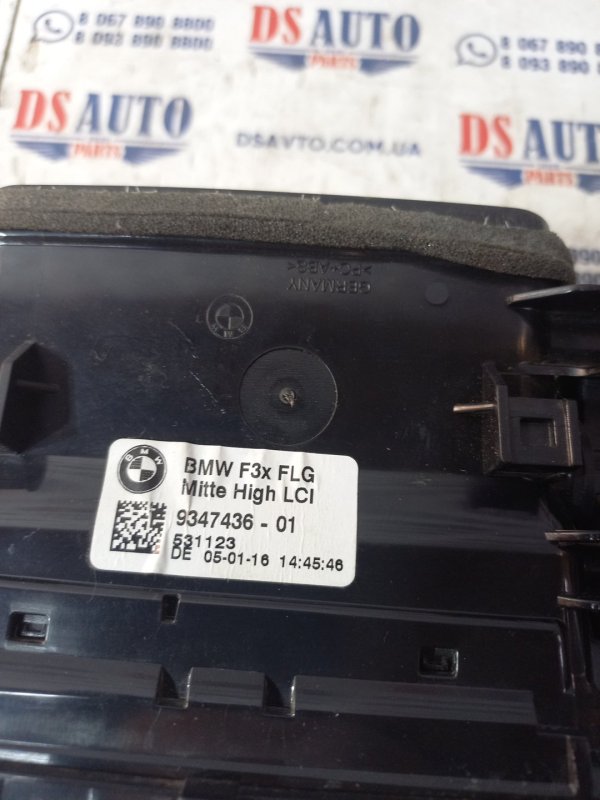 8 067 890 8800
8 093 890 8800
DS AUTO
PARTS
8 067 890
8 093 890
DS AUTO
PARTS
DSAVTO.COM.UA
DS AUTO
PARTS
>PC+ABS<
GERMANY
BMW
BMW
BMW F3x FLG
Mitte High LCI
9347436 - 01
531123
DE 05-01-16 14:45:46